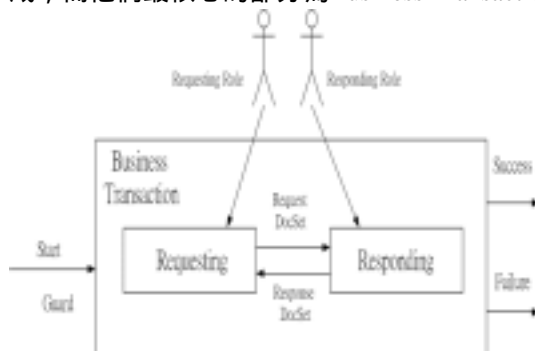 Requesting Role
Responding Role
Business
Transaction
Success
Request
DocSet
Start
Requesting
Responding
Response
DocSet
Guard
Failure